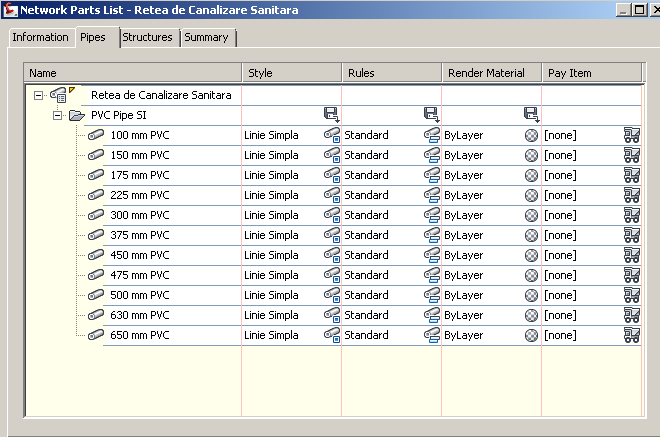 Network Parts List - Retea de Canalizare Sanitara
Information Pipes Structures Summary
Name Style Rules Render Material Pay Item
Retea de Canalizare Sanitara
PVC Pipe SI
100 mm PVC Linie Simpla Standard ByLayer [none]
150 mm PVC Linie Simpla Standard ByLayer [none]
175 mm PVC Linie Simpla Standard ByLayer [none]
225 mm PVC Linie Simpla Standard ByLayer [none]
300 mm PVC Linie Simpla Standard ByLayer [none]
375 mm PVC Linie Simpla Standard ByLayer [none]
450 mm PVC Linie Simpla Standard ByLayer [none]
475 mm PVC Linie Simpla Standard ByLayer [none]
500 mm PVC Linie Simpla Standard ByLayer [none]
630 mm PVC Linie Simpla Standard ByLayer [none]
650 mm PVC Linie Simpla Standard ByLayer [none]